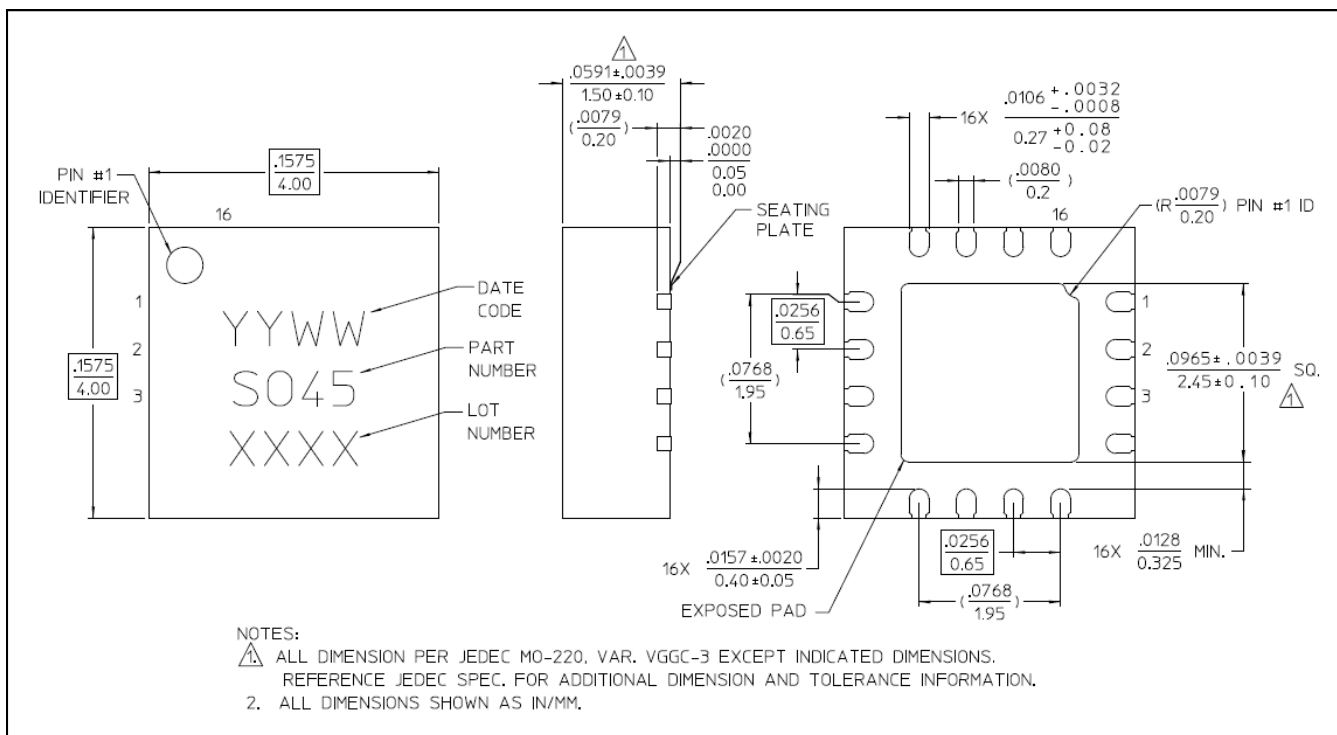 1
.0591±.0039
1.50±0.10
(.0079
0.20)
.0020
.0000
0.05
0.00
16X .0106 +.0032
-.0008
0.27 +0.08
-0.02
(.0080
0.2)
PIN #1
IDENTIFIER
.1575
4.00
16
SEATING
PLATE
16
(R.0079
0.20) PIN #1 ID
1
2
3
.1575
4.00
YYWW
SO45
XXXX
DATE
CODE
PART
NUMBER
LOT
NUMBER
.0256
0.65
(.0768
1.95)
1
2
3
.0965±.0039
2.45±0.10 SQ.
1
16X .0157±.0020
0.40±0.05
EXPOSED PAD
.0256
0.65
(.0768
1.95)
16X .0128
0.325 MIN.
NOTES:
1. ALL DIMENSION PER JEDEC MO-220, VAR. VGGC-3 EXCEPT INDICATED DIMENSIONS.
REFERENCE JEDEC SPEC. FOR ADDITIONAL DIMENSION AND TOLERANCE INFORMATION.
2. ALL DIMENSIONS SHOWN AS IN/MM.